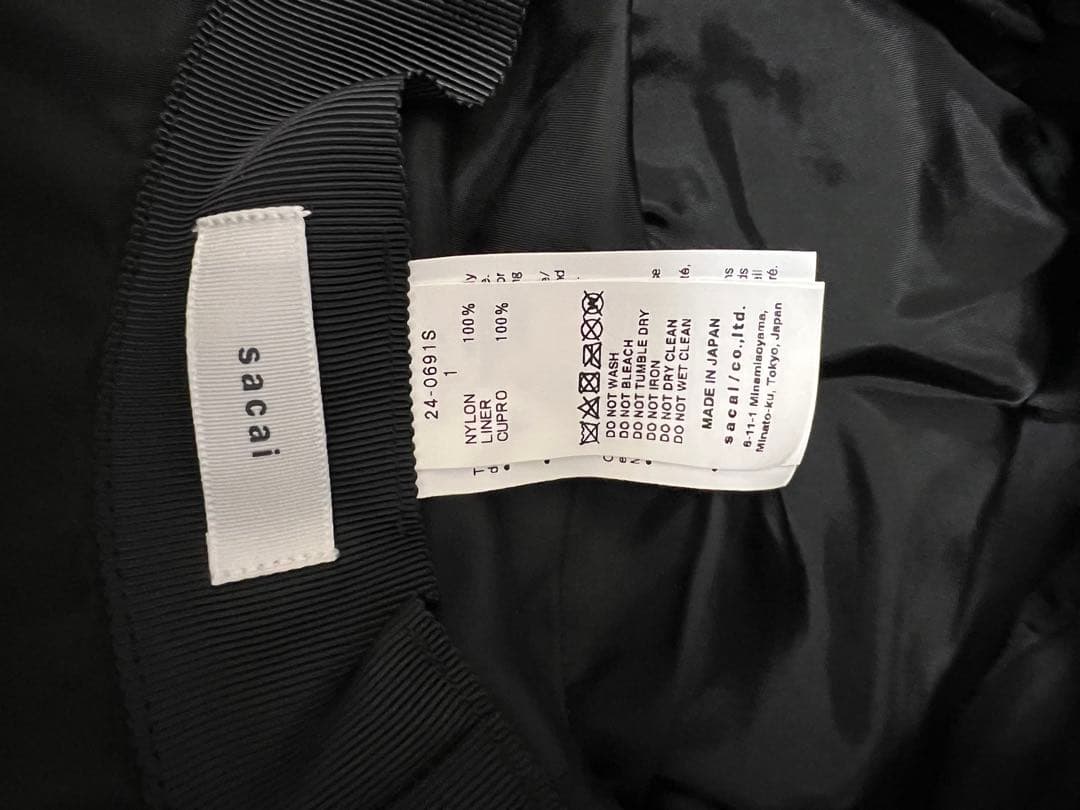 sacai
24-0691S
1
NYLON 100%
LINER
CUPRO 100%
DO NOT WASH
DO NOT BLEACH
DO NOT TUMBLE DRY
DO NOT IRON
DO NOT DRY CLEAN
DO NOT WET CLEAN
MADE IN JAPAN
sacai/co.,ltd.
6-11-1 Minamiaoyama,
Minato-ku, Tokyo, Japan